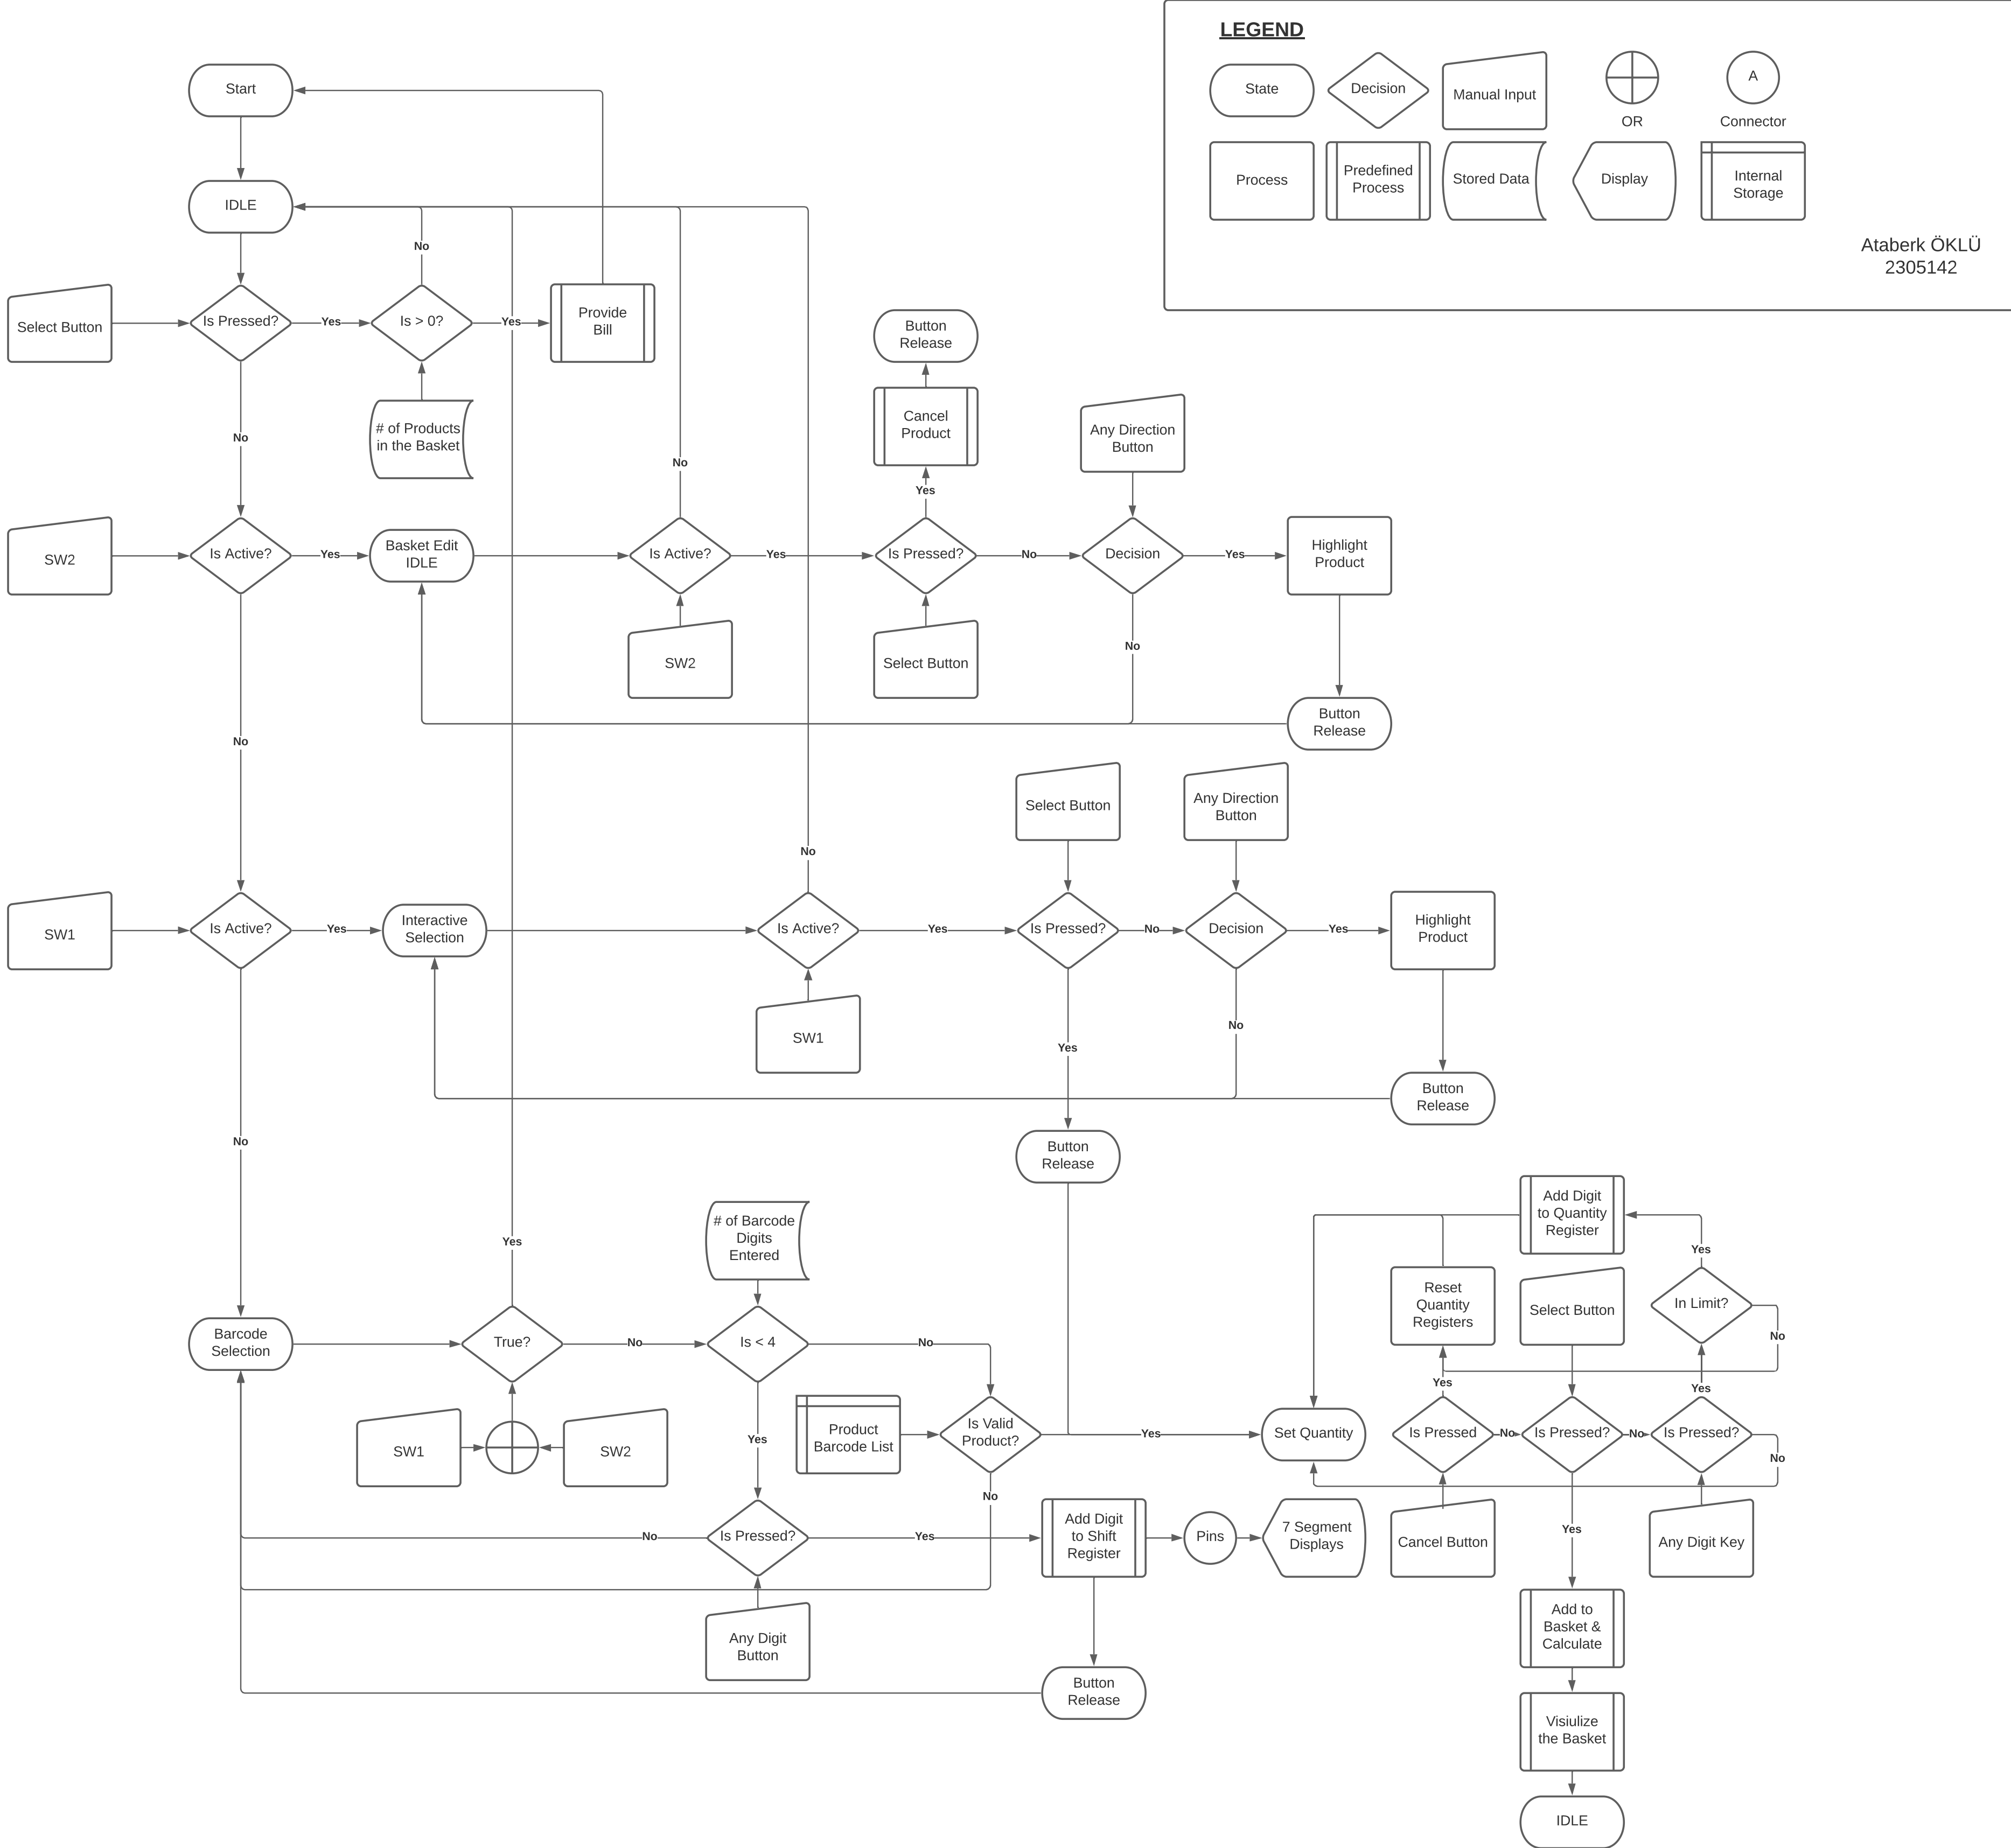 LEGEND
State
Decision
Manual Input
OR
A
Connector
Process
Predefined
Process
Stored Data
Display
Internal
Storage
Ataberk ÖKLÜ
2305142
Start
IDLE
No
Select Button
Is Pressed?
Yes
Is > 0?
Yes
Provide
Bill
Button
Release
No
# of Products
in the Basket
No
Cancel
Product
Any Direction
Button
Yes
SW2
Is Active?
Yes
Basket Edit
IDLE
Is Active?
Yes
Is Pressed?
No
Decision
Yes
Highlight
Product
SW2
Select Button
No
Button
Release
No
Select Button
Any Direction
Button
No
SW1
Is Active?
Yes
Interactive
Selection
Is Active?
Yes
Is Pressed?
No
Decision
Yes
Highlight
Product
SW1
Yes
No
Button
Release
No
Button
Release
Yes
# of Barcode
Digits
Entered
Add Digit
to Quantity
Register
Yes
Barcode
Selection
True?
No
Is < 4
No
Reset
Quantity
Registers
Select Button
In Limit?
No
Yes
Yes
SW1
SW2
Yes
Product
Barcode List
Is Valid
Product?
Yes
Set Quantity
Is Pressed
No
Is Pressed?
No
Is Pressed?
No
No
No
Is Pressed?
Yes
Add Digit
to Shift
Register
Pins
7 Segment
Displays
Cancel Button
Yes
Any Digit Key
Any Digit
Button
Button
Release
Add to
Basket &
Calculate
Visiulize
the Basket
IDLE